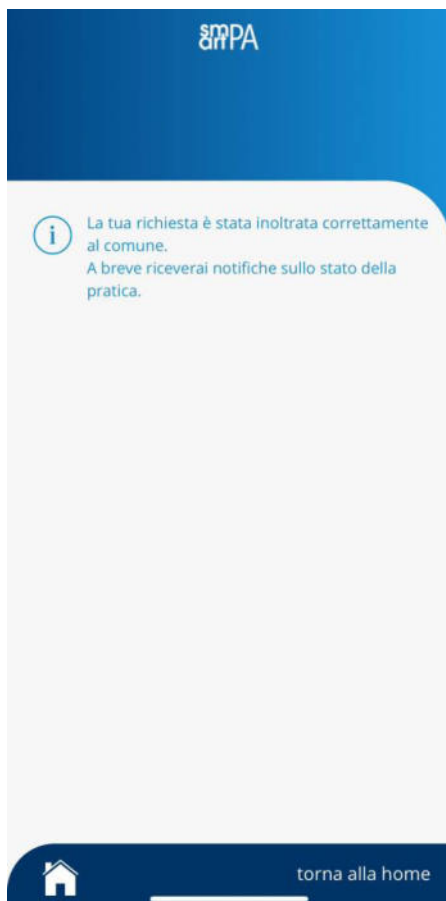 smartPA
La tua richiesta è stata inoltrata correttamente
al comune.
A breve riceverai notifiche sullo stato della
pratica.
torna alla home